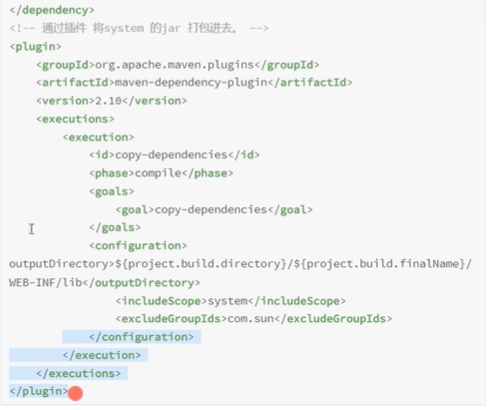 </dependency>
<!-- 通过插件 将system 的jar 打包进去。 -->
<plugin>
<groupId>org.apache.maven.plugins</groupId>
<artifactId>maven-dependency-plugin</artifactId>
<version>2.10</version>
<executions>
<execution>
<id>copy-dependencies</id>
<phase>compile</phase>
<goals>
<goal>copy-dependencies</goal>
</goals>
<configuration>
outputDirectory>${project.build.directory}/${project.build.finalName}/
WEB-INF/lib</outputDirectory>
<includeScope>system</includeScope>
<excludeGroupIds>com.sun</excludeGroupIds>
</configuration>
</execution>
</executions>
</plugin>